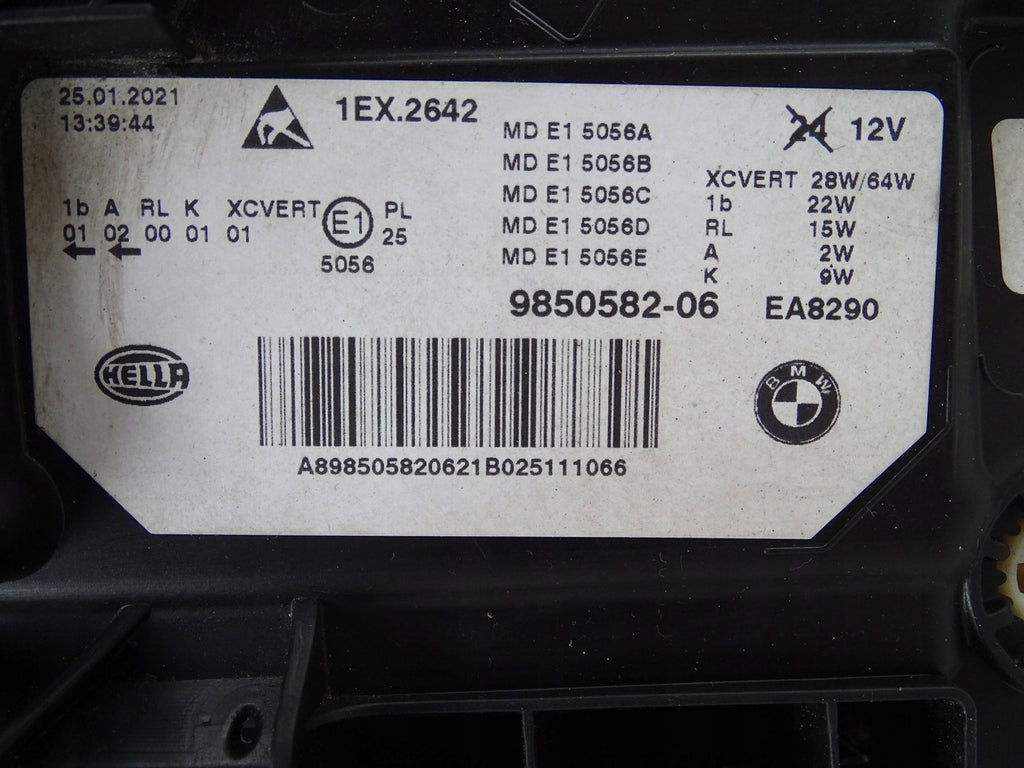 25.01.2021
13:39:44
1EX.2642
24 12V
MD E1 5056A
MD E1 5056B
MD E1 5056C
MD E1 5056D
MD E1 5056E
XCVERT 28W/64W
1b 22W
RL 15W
A 2W
K 9W
1b A RL K XCVERT
01 02 00 01 01
E1
PL
25
5056
9850582-06 EA8290
HELLA
BMW
A898505820621B025111066